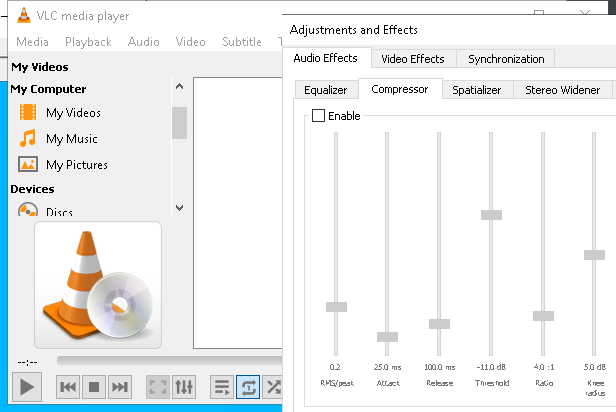 VLC media player
Media Playback Audio Video Subtitle
My Videos
My Computer
My Videos
My Music
My Pictures
Devices
Discs
--:--
Adjustments and Effects
Audio Effects Video Effects Synchronization
Equalizer Compressor Spatializer Stereo Widener
Enable
0.2 25.0 ms 100.0 ms -11.0 dB 4.0 :1 5.0 dB
RMS/peak Attack Release Threshold Ratio Knee
radius